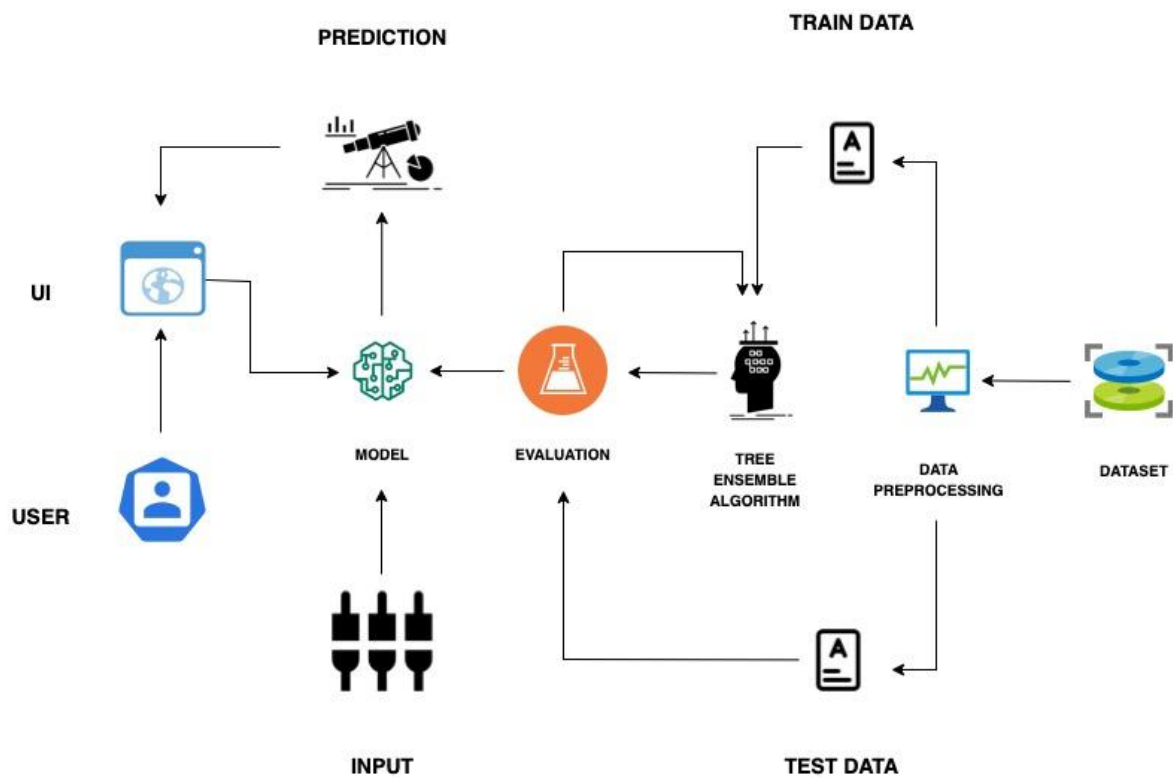 PREDICTION
TRAIN DATA
A
UI
MODEL
EVALUATION
TREE
ENSEMBLE
ALGORITHM
DATA
PREPROCESSING
DATASET
USER
A
INPUT
TEST DATA